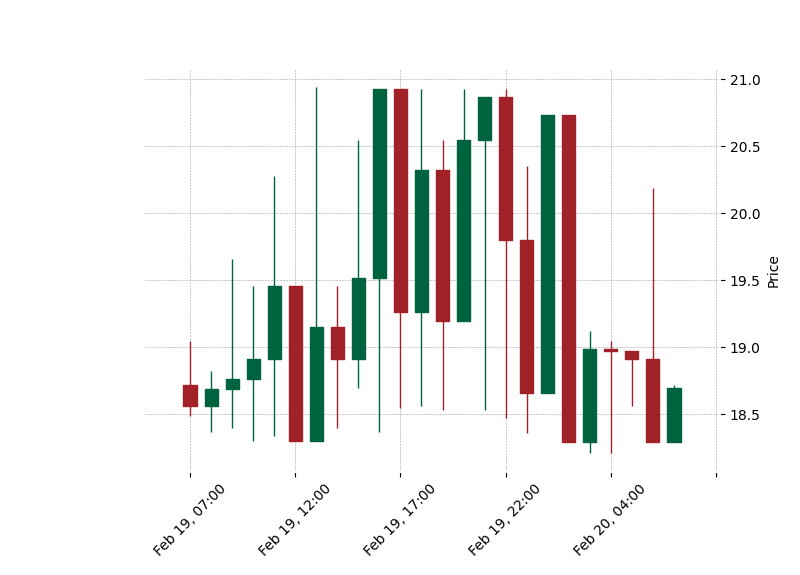 21.0
20.5
20.0
19.5
19.0
18.5
Price
Feb 19, 07:00
Feb 19, 12:00
Feb 19, 17:00
Feb 19, 22:00
Feb 20, 04:00